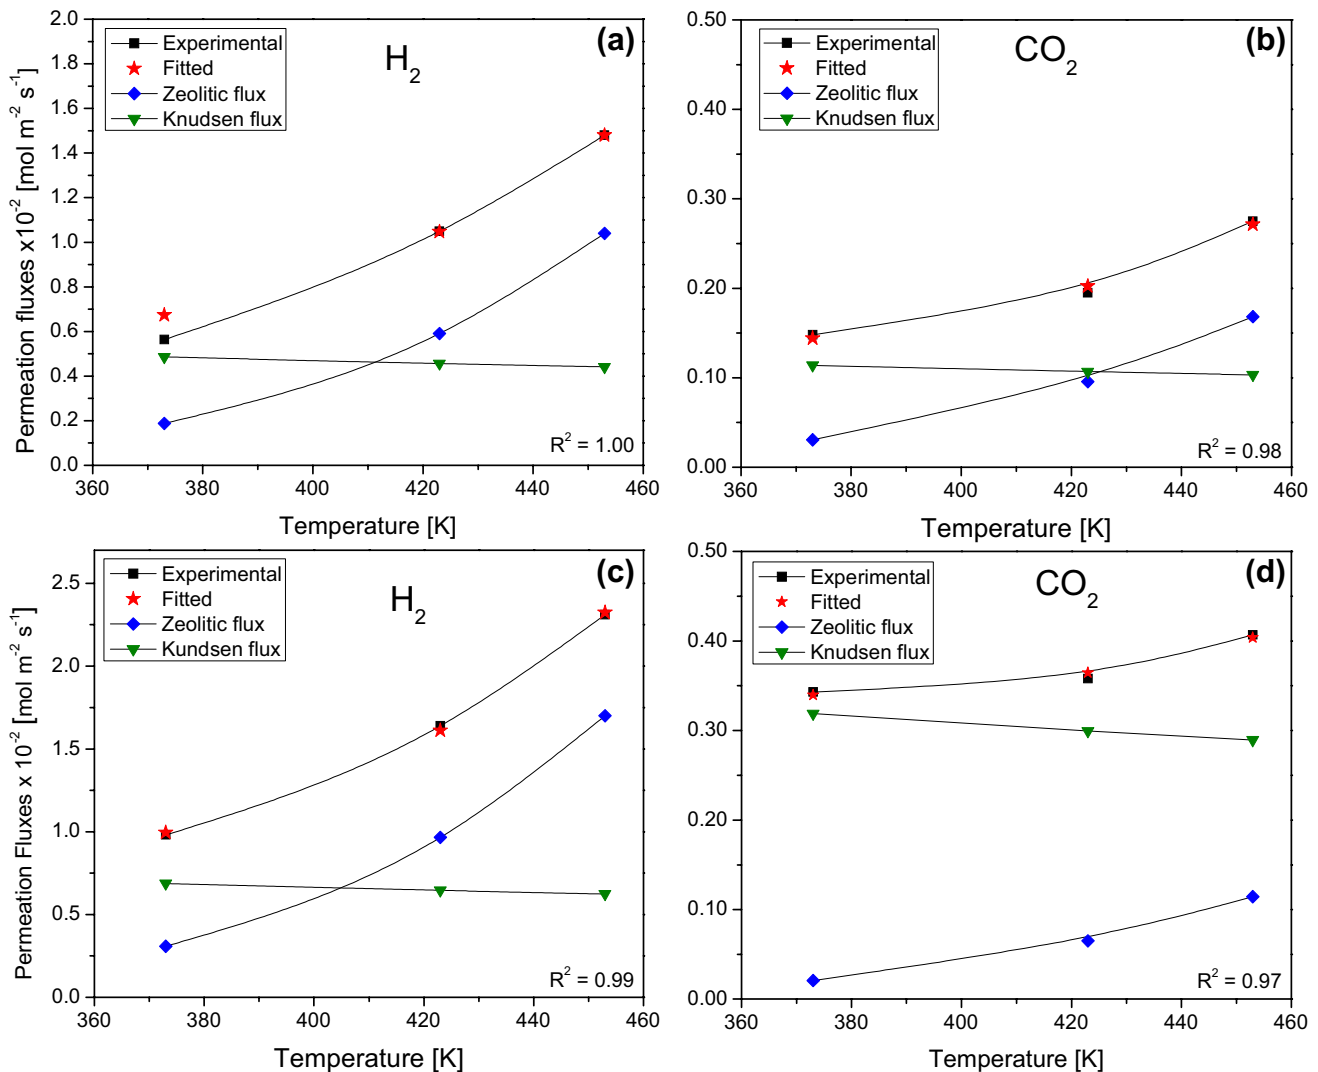 (a)
H2
Experimental
Fitted
Zeolitic flux
Knudsen flux
Permeation fluxes x10-2 [mol m-2 s-1]
2.0
1.8
1.6
1.4
1.2
1.0
0.8
0.6
0.4
0.2
0.0
R2 = 1.00
360 380 400 420 440 460
Temperature [K]
(b)
CO2
Experimental
Fitted
Zeolitic flux
Knudsen flux
0.50
0.40
0.30
0.20
0.10
0.00
R2 = 0.98
360 380 400 420 440 460
Temperature [K]
(c)
H2
Experimental
Fitted
Zeolitic flux
Kundsen flux
Permeation Fluxes x 10-2 [mol m-2 s-1]
2.5
2.0
1.5
1.0
0.5
0.0
R2 = 0.99
360 380 400 420 440 460
Temperature [K]
(d)
CO2
Experimental
Fitted
Zeolitic flux
Knudsen flux
0.50
0.40
0.30
0.20
0.10
0.00
R2 = 0.97
360 380 400 420 440 460
Temperature [K]